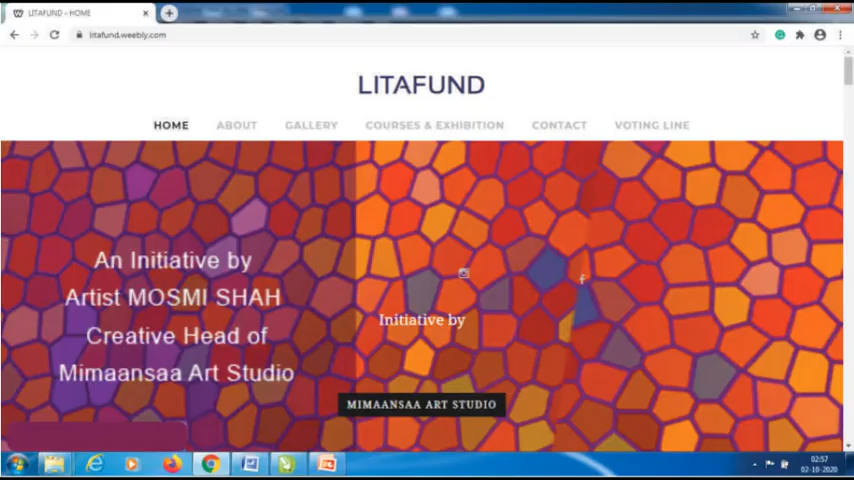 LITAFUND - HOME
litafund.weebly.com
LITAFUND
HOME ABOUT GALLERY COURSES & EXHIBITION CONTACT VOTING LINE
An Initiative by
Artist MOSMI SHAH
Creative Head of
Mimaansaa Art Studio
Initiative by
MIMAANSAA ART STUDIO
02:57
02-10-2020